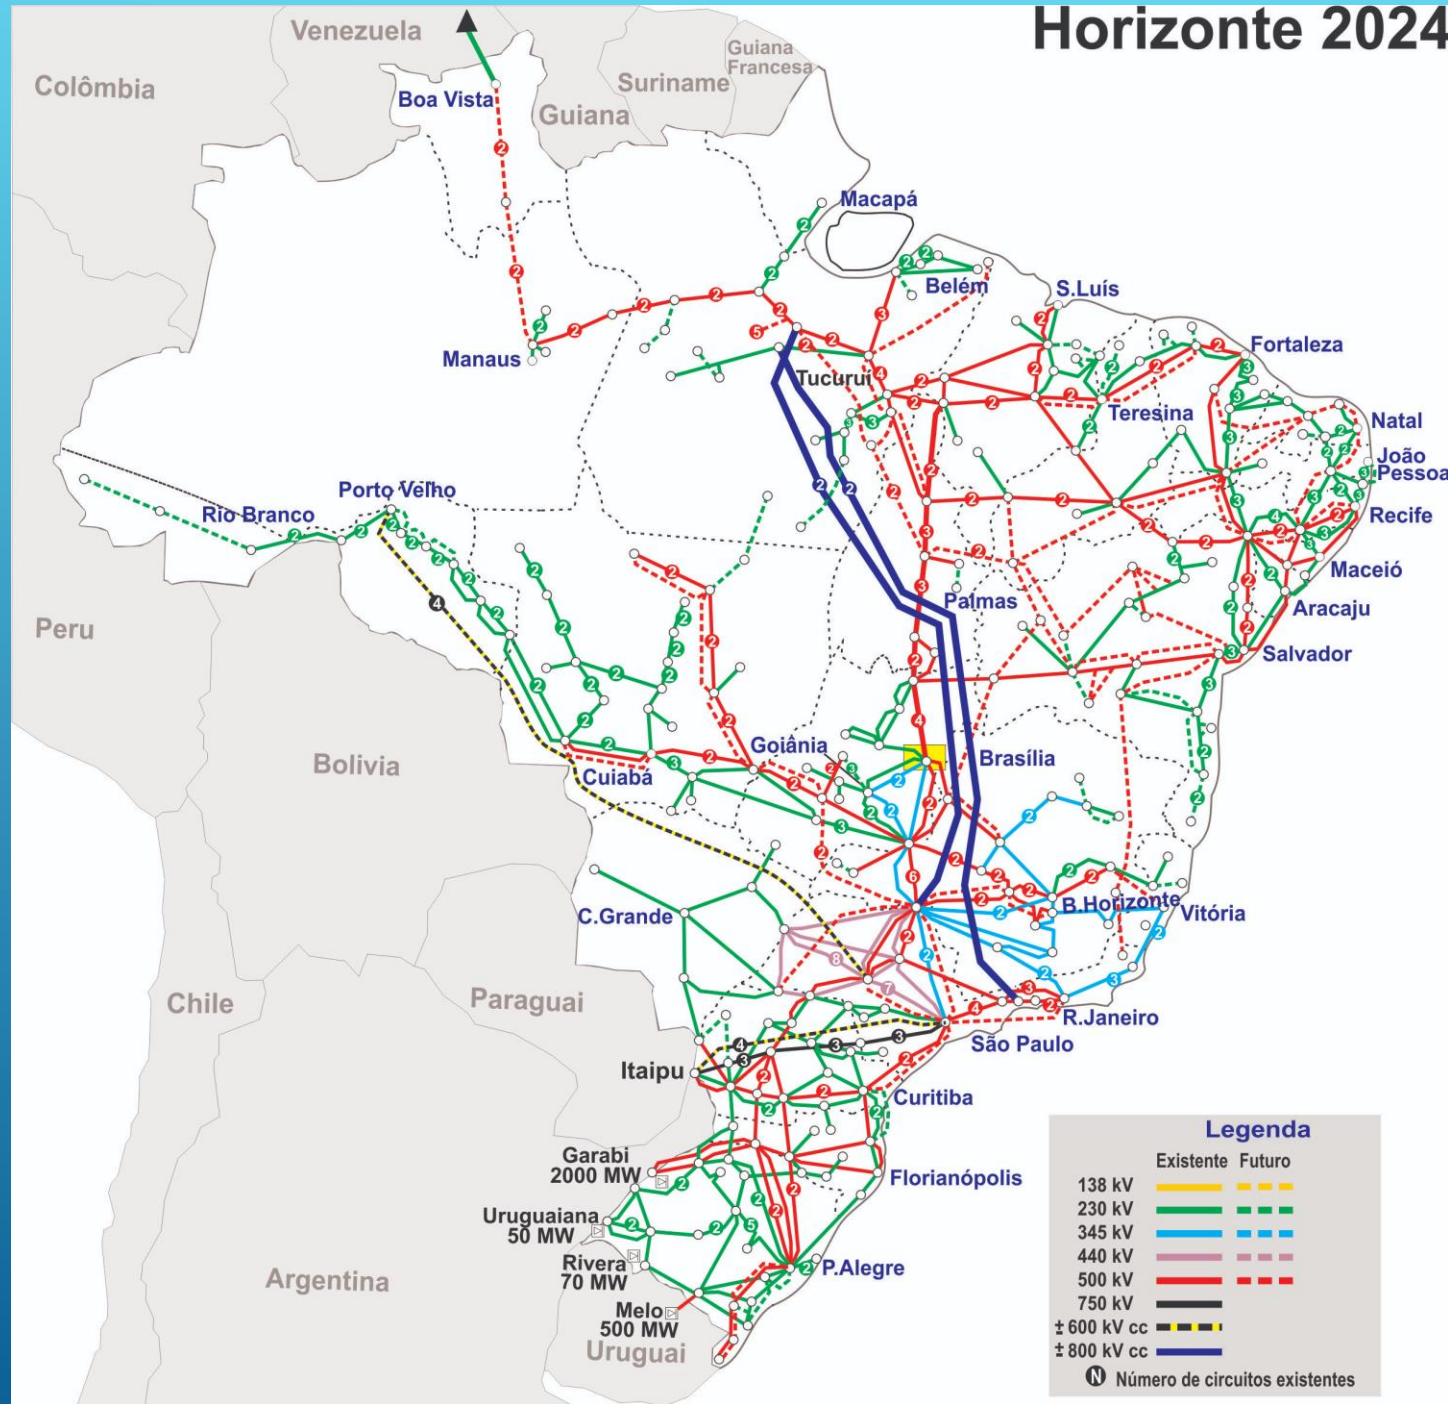 Horizonte 2024
Venezuela
Guiana
Francesa
Colômbia
Suriname
Boa Vista
Guiana
Macapá
Belém
S.Luís
Manaus
Fortaleza
Tucuruí
Teresina
Natal
João
Pessoa
Porto Velho
Rio Branco
Recife
Maceió
Palmas
Aracaju
Peru
Salvador
Goiânia
Brasília
Bolivia
Cuiabá
C.Grande
B.Horizonte
Vitória
Chile
Paraguai
R.Janeiro
São Paulo
Itaipu
Curitiba
Garabi
2000 MW
Florianópolis
Uruguaiana
50 MW
Rivera
70 MW
P.Alegre
Argentina
Melo
500 MW
Uruguai
Legenda
Existente Futuro
138 kV
230 kV
345 kV
440 kV
500 kV
750 kV
± 600 kV cc
± 800 kV cc
N Número de circuitos existentes